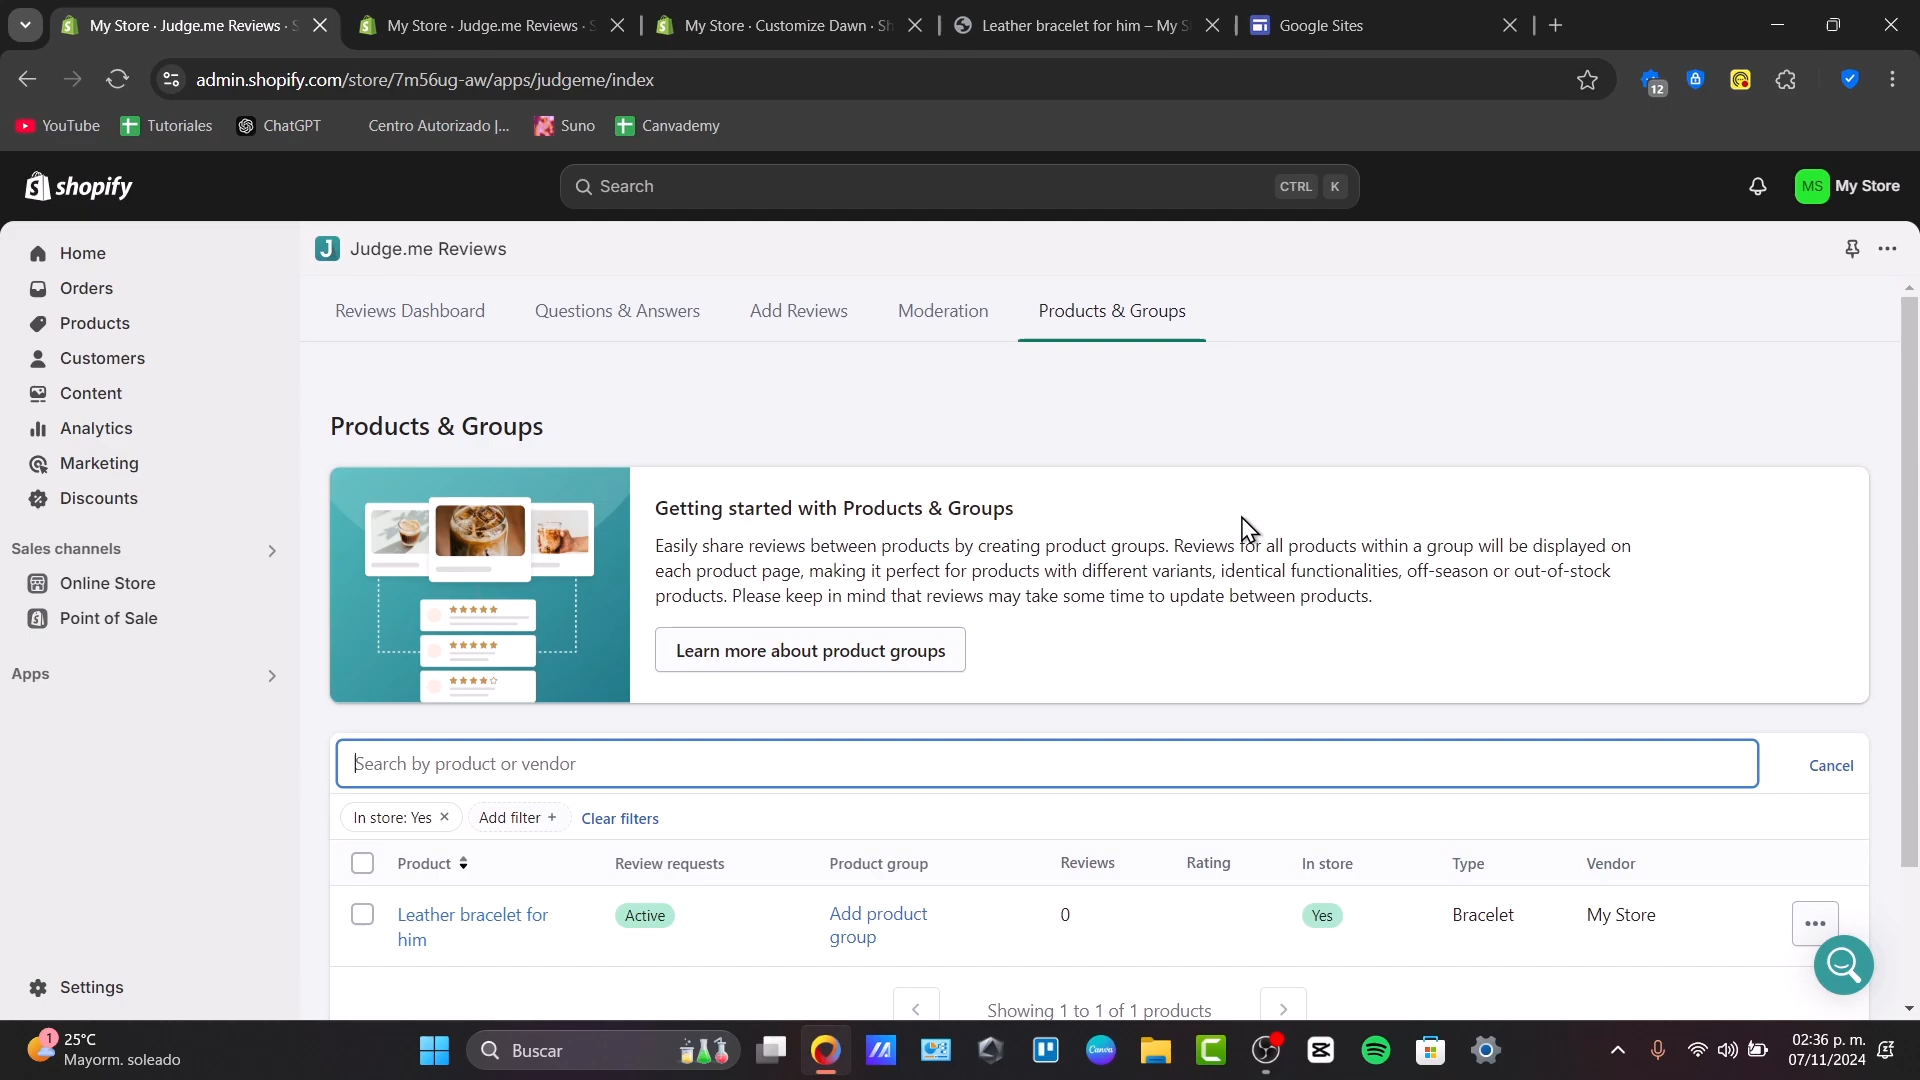 My Store · Judge.me Reviews · S
My Store · Judge.me Reviews · S
My Store · Customize Dawn · Sh
Leather bracelet for him – My S
Google Sites
admin.shopify.com/store/7m56ug-aw/apps/judgeme/index
12
YouTube
Tutoriales
ChatGPT
Centro Autorizado |...
Suno
Canvademy
shopify
Search
CTRL
K
MS
My Store
Home
Orders
Products
Customers
Content
Analytics
Marketing
Discounts
Sales channels
Online Store
Point of Sale
Apps
Settings
J
Judge.me Reviews
Reviews Dashboard
Questions & Answers
Add Reviews
Moderation
Products & Groups
Products & Groups
Getting started with Products & Groups
Easily share reviews between products by creating product groups. Reviews for all products within a group will be displayed on
each product page, making it perfect for products with different variants, identical functionalities, off-season or out-of-stock
products. Please keep in mind that reviews may take some time to update between products.
Learn more about product groups
Search by product or vendor
Cancel
In store: Yes
Add filter +
Clear filters
Product
Review requests
Product group
Reviews
Rating
In store
Type
Vendor
Leather bracelet for
him
Active
Add product
group
0
Yes
Bracelet
My Store
Showing 1 to 1 of 1 products
1
25°C
Mayorm. soleado
Buscar
Canva
02:36 p. m.
07/11/2024